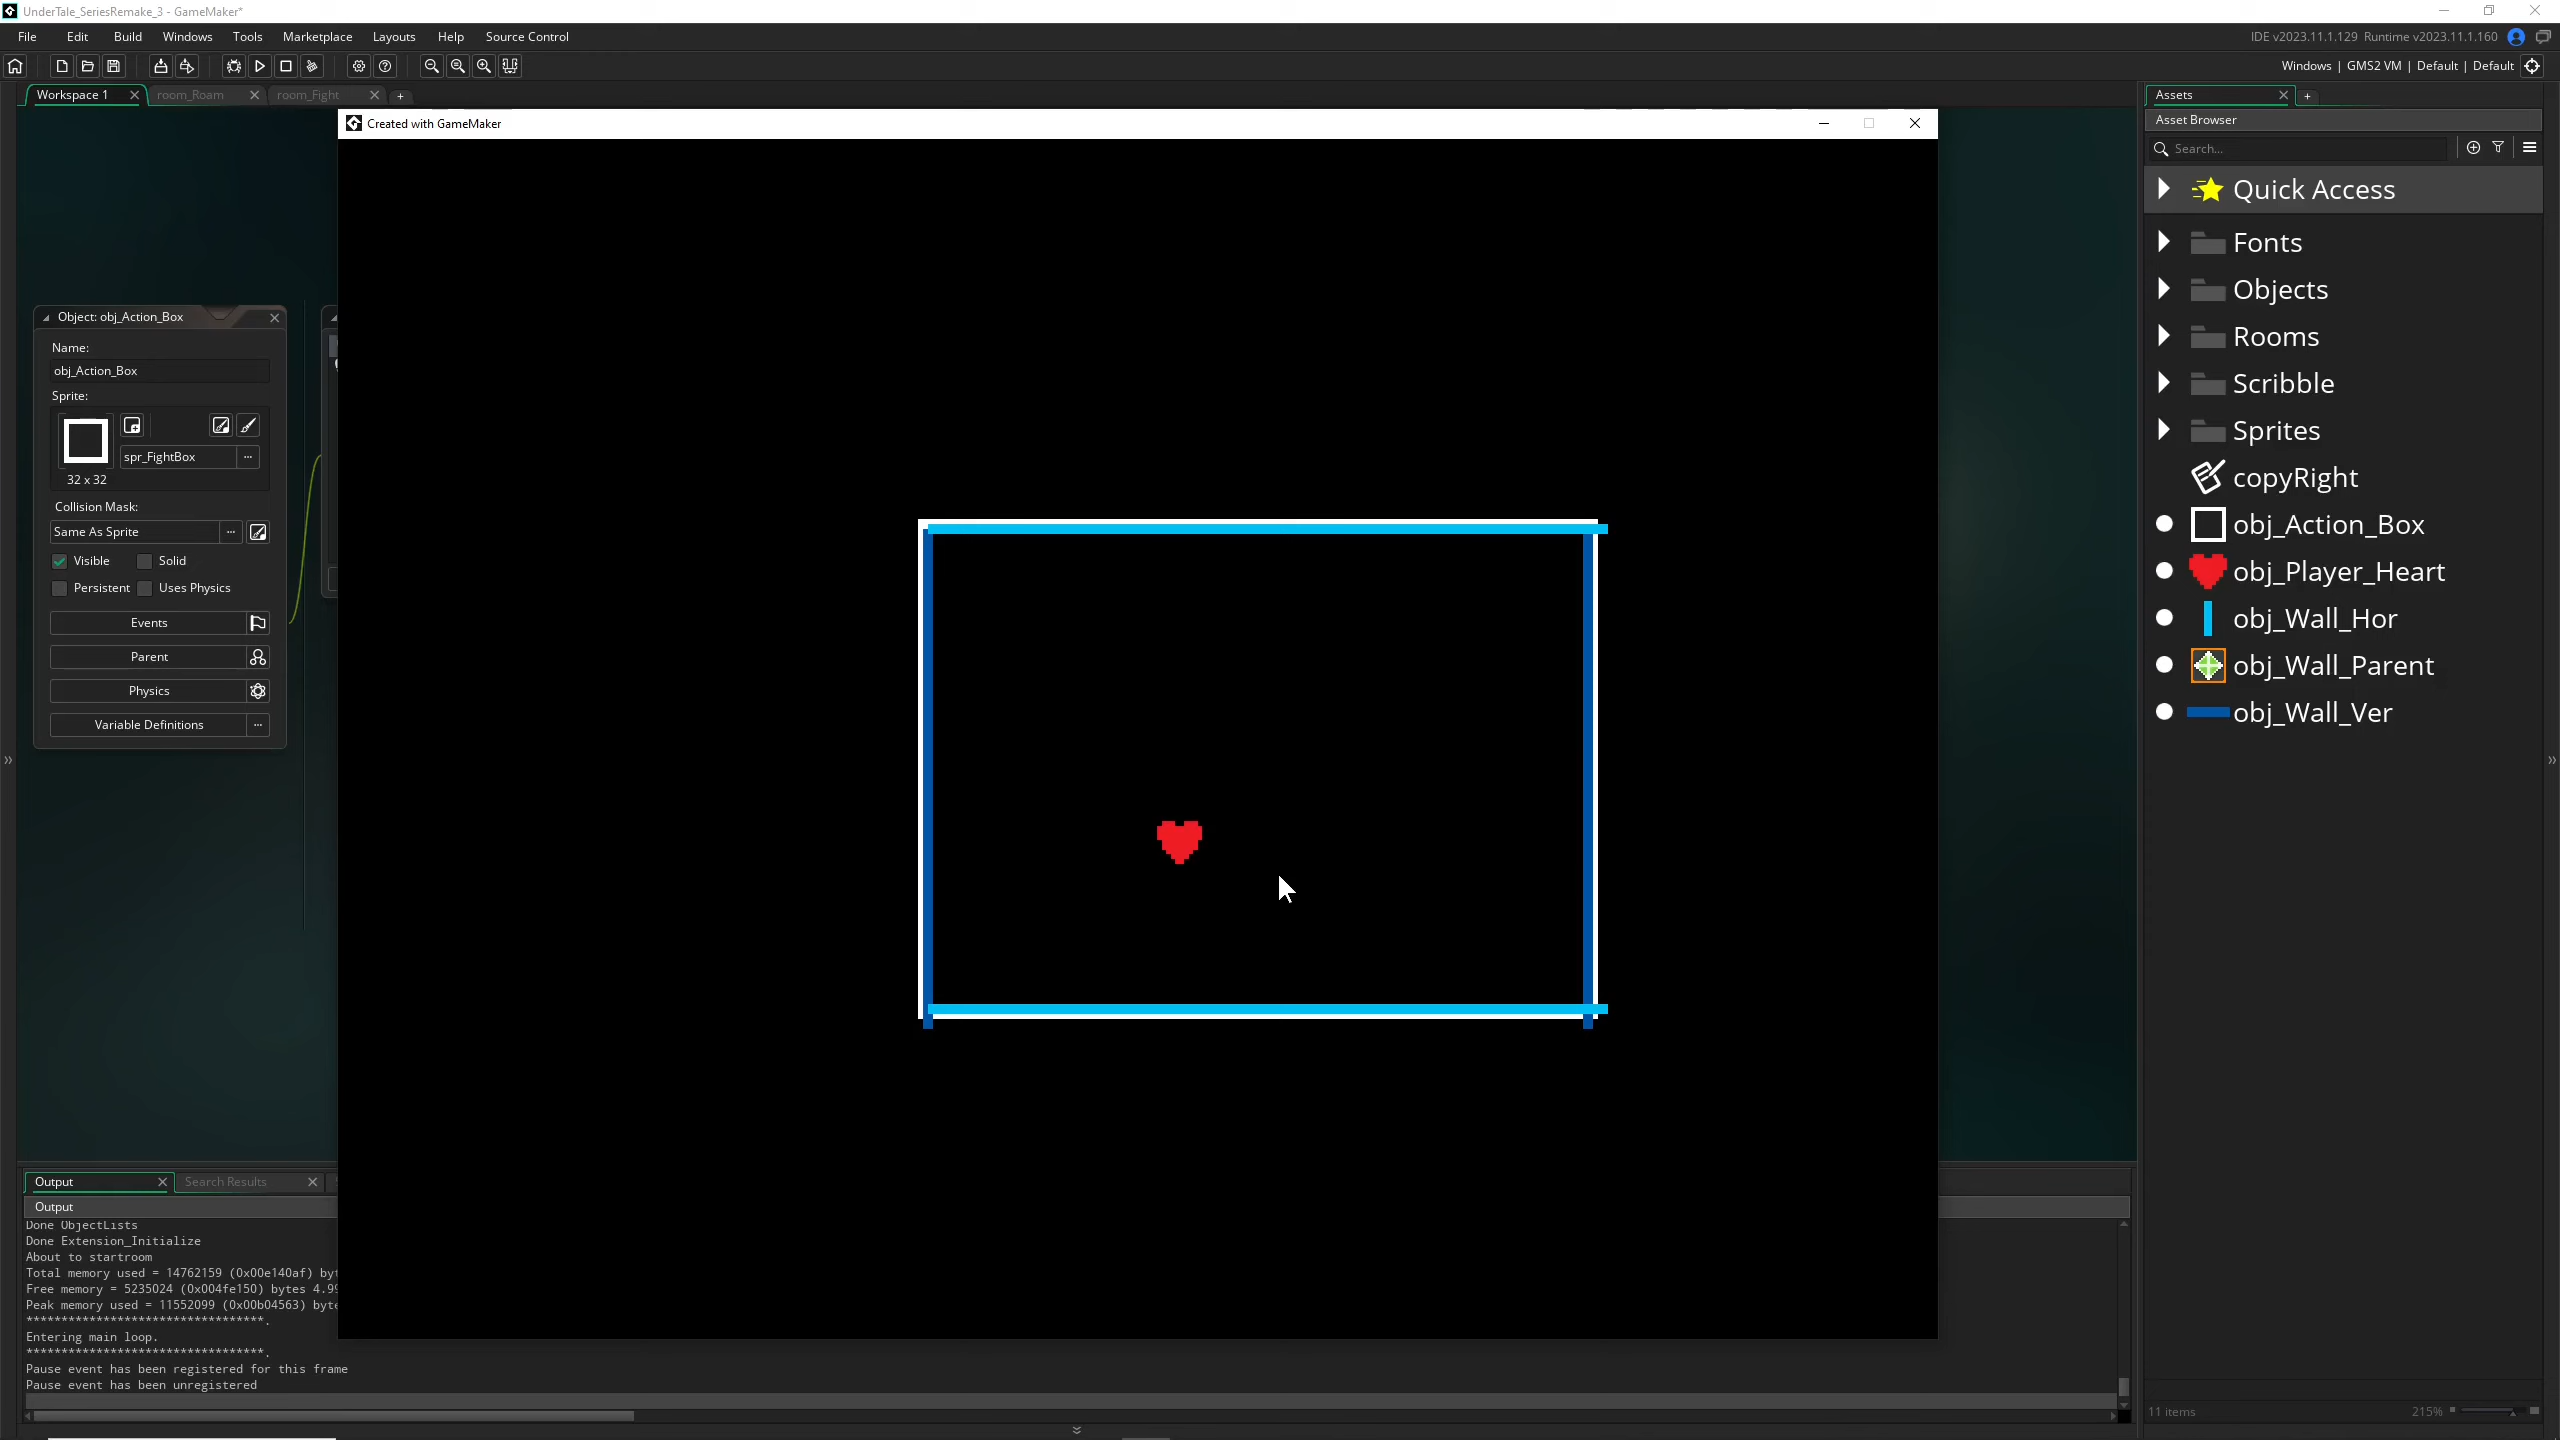 UnderTale_SeriesRemake_3 - GameMaker*
File Edit Build Windows Tools Marketplace Layouts Help Source Control
IDE v2023.11.1.129 Runtime v2023.11.1.160
Windows | GMS2 VM | Default | Default
Workspace 1 room_Roam room_Fight
Created with GameMaker
Object: obj_Action_Box
Name:
obj_Action_Box
Sprite:
spr_FightBox
32 x 32
Collision Mask:
Same As Sprite
Visible Solid
Persistent Uses Physics
Events
Parent
Physics
Variable Definitions
Assets
Asset Browser
Search...
Quick Access
Fonts
Objects
Rooms
Scribble
Sprites
copyRight
obj_Action_Box
obj_Player_Heart
obj_Wall_Hor
obj_Wall_Parent
obj_Wall_Ver
11 items 215%
Output Search Results
Output
Done ObjectLists
Done Extension_Initialize
About to startroom
Total memory used = 14762159 (0x00e140af) byt
Free memory = 5235024 (0x004fe150) bytes 4.99
Peak memory used = 11552099 (0x00b04563) byte
**********************************.
Entering main loop.
**********************************.
Pause event has been registered for this frame
Pause event has been unregistered